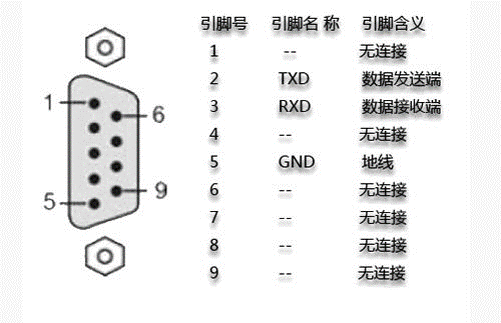 引脚号 引脚名 称 引脚含义
1 -- 无连接
2 TXD 数据发送端
3 RXD 数据接收端
4 -- 无连接
5 GND 地线
6 -- 无连接
7 -- 无连接
8 -- 无连接
9 -- 无连接
1
6
5
9